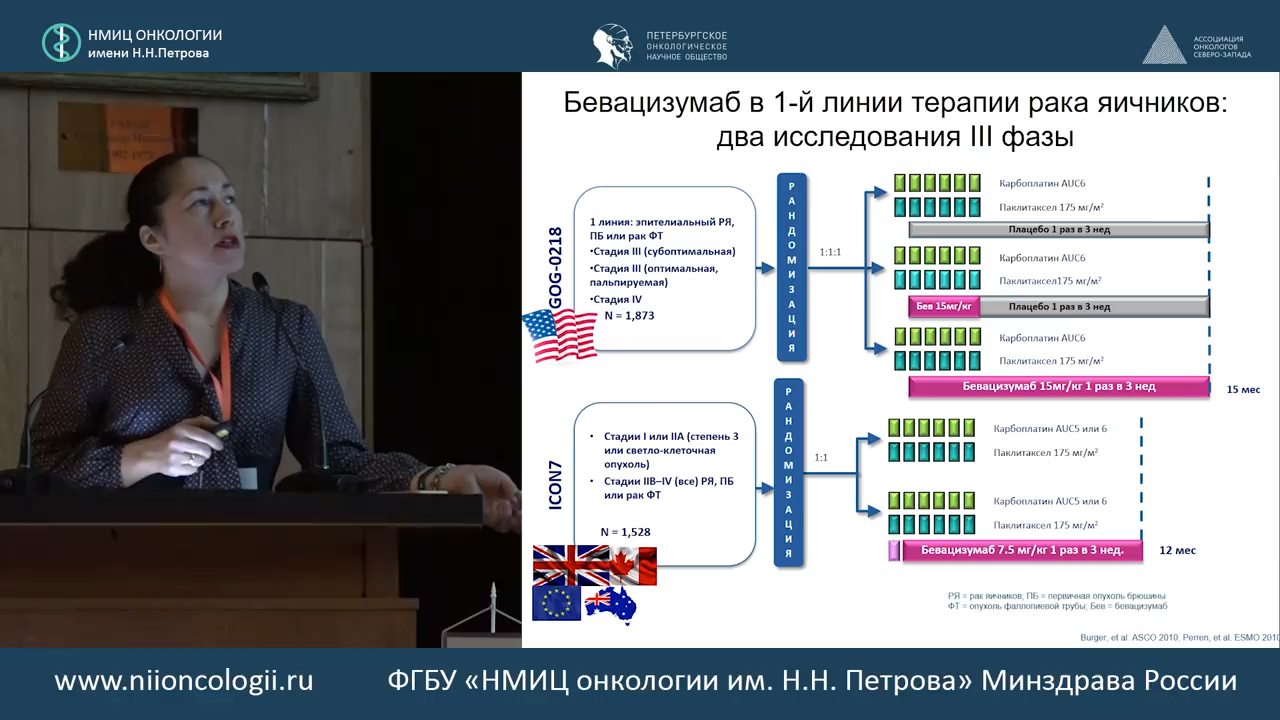 НМИЦ ОНКОЛОГИИ
имени Н.Н.Петрова
ПЕТЕРБУРГСКОЕ
ОНКОЛОГИЧЕСКОЕ
НАУЧНОЕ ОБЩЕСТВО
АССОЦИАЦИЯ
ОНКОЛОГОВ
СЕВЕРО-ЗАПАДА
Бевацизумаб в 1-й линии терапии рака яичников:
два исследования III фазы
GOG-0218
1 линия: эпителиальный РЯ,
ПБ или рак ФТ
•Стадия III (субоптимальная)
•Стадия III (оптимальная,
пальпируемая)
•Стадия IV
N = 1,873
РАНДОМИЗАЦИЯ
1:1:1
Карбоплатин AUC6
Паклитаксел 175 мг/м²
Плацебо 1 раз в 3 нед
Карбоплатин AUC6
Паклитаксел175 мг/м²
Бев 15мг/кг
Плацебо 1 раз в 3 нед
Карбоплатин AUC6
Паклитаксел 175 мг/м²
Бевацизумаб 15мг/кг 1 раз в 3 нед
15 мес
ICON7
• Стадии I или IIA (степень 3
или светло-клеточная
опухоль)
• Стадии IIB–IV (все) РЯ, ПБ
или рак ФТ
N = 1,528
РАНДОМИЗАЦИЯ
1:1
Карбоплатин AUC5 или 6
Паклитаксел 175 мг/м²
Карбоплатин AUC5 или 6
Паклитаксел 175 мг/м²
Бевацизумаб 7.5 мг/кг 1 раз в 3 нед.
12 мес
РЯ = рак яичников; ПБ = первичная опухоль брюшины
ФТ = опухоль фаллопиевой трубы; Бев = бевацизумаб
Burger, et al. ASCO 2010; Perren, et al. ESMO 2010
www.niioncologii.ru
ФГБУ «НМИЦ онкологии им. Н.Н. Петрова» Минздрава России